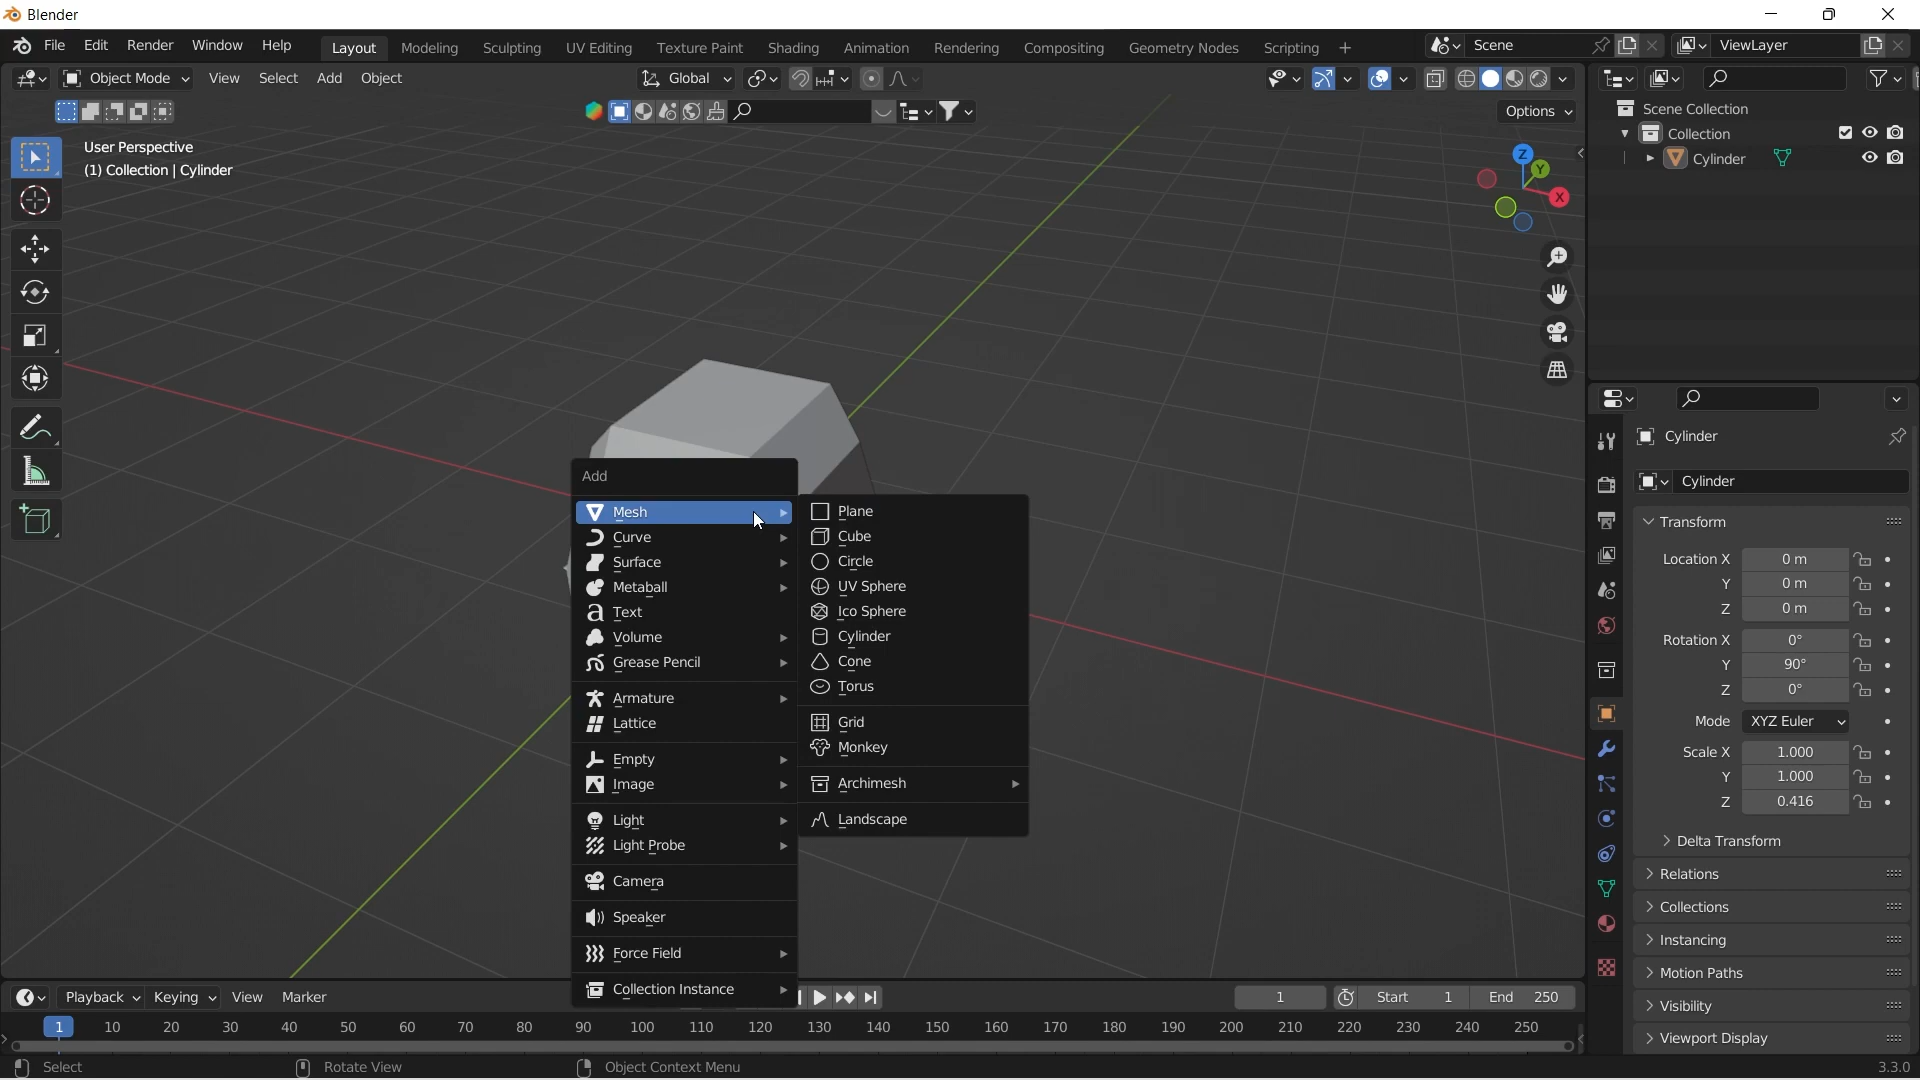 Blender
File Edit Render Window Help Layout Modeling Sculpting UV Editing Texture Paint Shading Animation Rendering Compositing Geometry Nodes Scripting + Scene ViewLayer
Object Mode View Select Add Object Global
Options
User Perspective
(1) Collection | Cylinder
Z
Y
X
Scene Collection
Collection
Cylinder
Cylinder
Cylinder
Transform
Location X 0 m
Y 0 m
Z 0 m
Rotation X 0°
Y 90°
Z 0°
Mode XYZ Euler
Scale X 1.000
Y 1.000
Z 0.416
Delta Transform
Relations
Collections
Instancing
Motion Paths
Visibility
Viewport Display
Add
Mesh
Curve
Surface
Metaball
Text
Volume
Grease Pencil
Armature
Lattice
Empty
Image
Light
Light Probe
Camera
Speaker
Force Field
Collection Instance
Plane
Cube
Circle
UV Sphere
Ico Sphere
Cylinder
Cone
Torus
Grid
Monkey
Archimesh
Landscape
Playback Keying View Marker 1 Start 1 End 250
1 10 20 30 40 50 60 70 80 90 100 110 120 130 140 150 160 170 180 190 200 210 220 230 240 250
Select Rotate View Object Context Menu 3.3.0